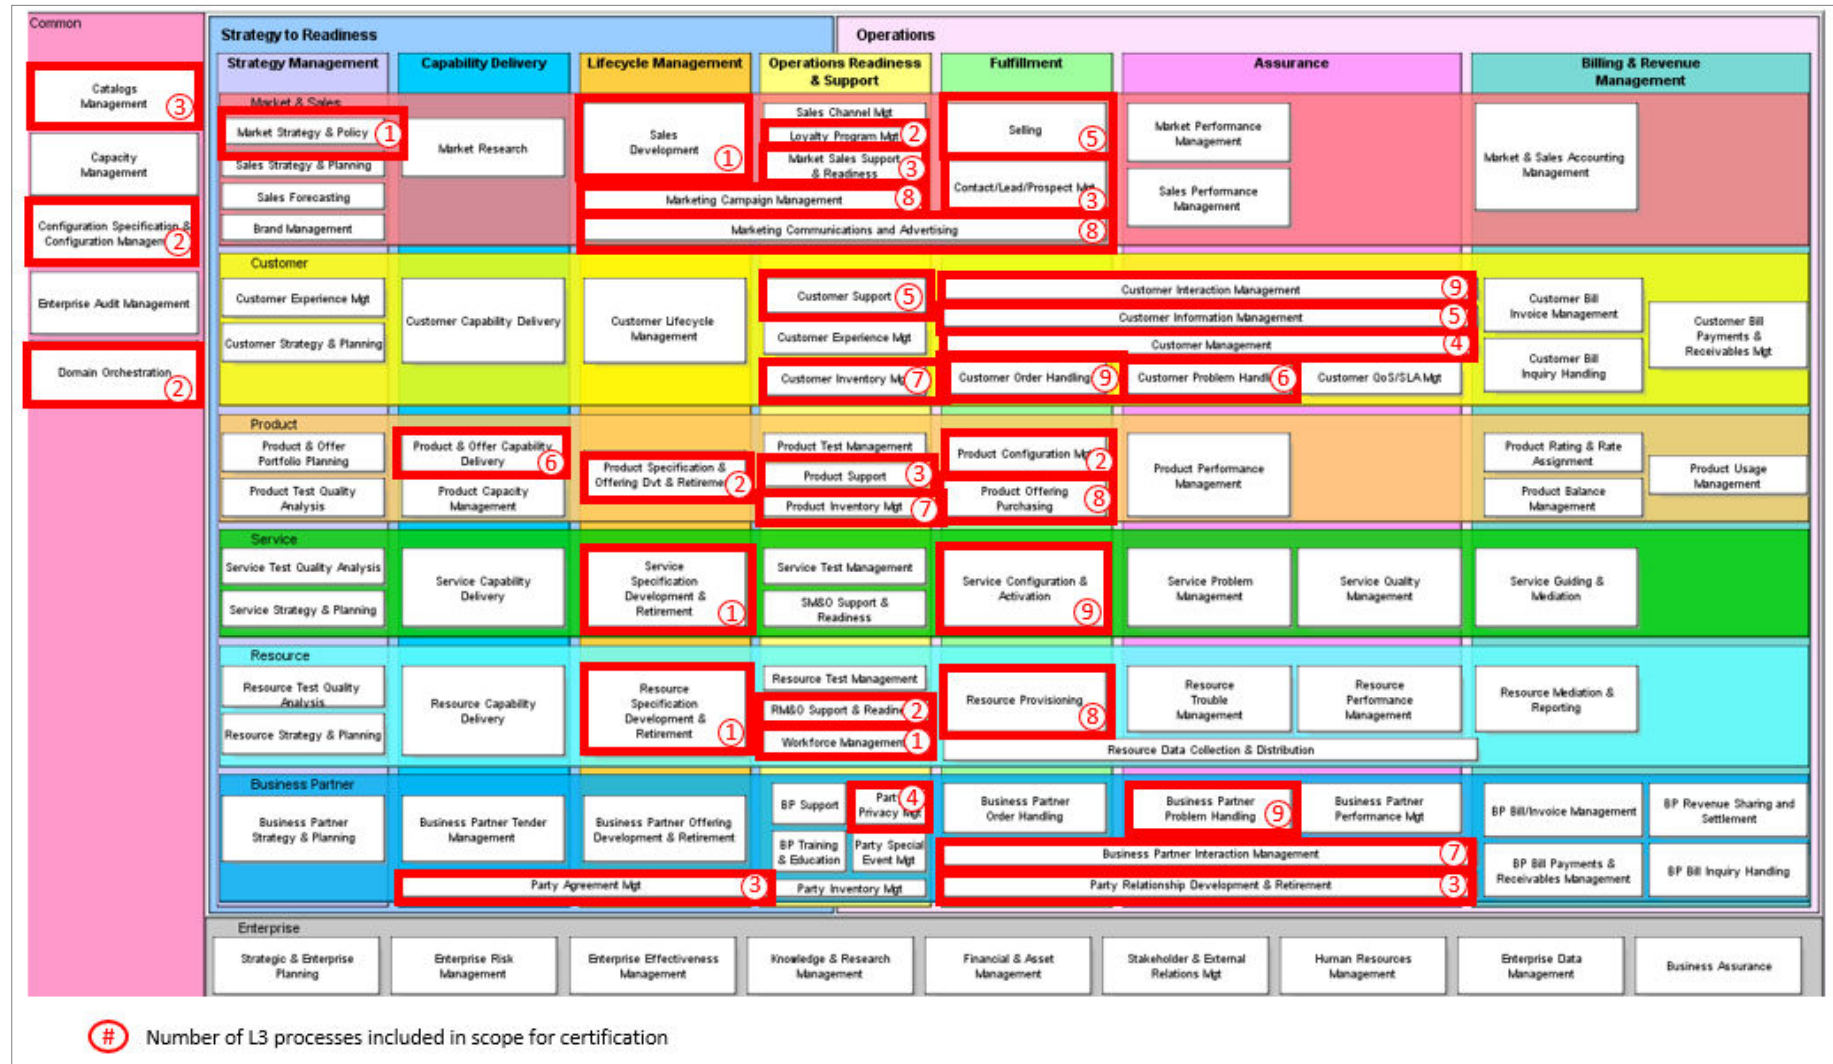 Common
Catalogs
Management
3
Capacity
Management
Configuration Specification &
Configuration Managem
2
Enterprise Audit Management
Domain Orchestration
2
Strategy to Readiness
Operations
Strategy Management
Capability Delivery
Lifecycle Management
Operations Readiness
& Support
Fulfillment
Assurance
Billing & Revenue
Management
Market & Sales
Market Strategy & Policy
1
Sales Strategy & Planning
Sales Forecasting
Brand Management
Market Research
Sales
Development
1
Sales Channel Mgt
Loyalty Program Mgt
2
Market Sales Support
& Readiness
3
Marketing Campaign Management
8
Marketing Communications and Advertising
8
Selling
5
Contact/Lead/Prospect Mgt
3
Market Performance
Management
Sales Performance
Management
Market & Sales Accounting
Management
Customer
Customer Experience Mgt
Customer Strategy & Planning
Customer Capability Delivery
Customer Lifecycle
Management
Customer Support
5
Customer Experience Mgt
Customer Inventory Mg
7
Customer Interaction Management
9
Customer Information Management
5
Customer Management
4
Customer Order Handling
9
Customer Problem Handli
6
Customer QoS/SLA Mgt
Customer Bill
Invoice Management
Customer Bill
Inquiry Handling
Customer Bill
Payments &
Receivables Mgt
Product
Product & Offer
Portfolio Planning
Product Test Quality
Analysis
Product & Offer Capability
Delivery
6
Product Capacity
Management
Product Specification &
Offering Dvt & Retireme
2
Product Test Management
Product Support
3
Product Inventory Mgt
7
Product Configuration Mgt
2
Product Offering
Purchasing
8
Product Performance
Management
Product Rating & Rate
Assignment
Product Balance
Management
Product Usage
Management
Service
Service Test Quality Analysis
Service Strategy & Planning
Service Capability
Delivery
Service
Specification
Development &
Retirement
1
Service Test Management
SM&O Support &
Readiness
Service Configuration &
Activation
9
Service Problem
Management
Service Quality
Management
Service Guiding &
Mediation
Resource
Resource Test Quality
Analysis
Resource Strategy & Planning
Resource Capability
Delivery
Resource
Specification
Development &
Retirement
1
Resource Test Management
RM&O Support & Readine
2
Workforce Management
1
Resource Provisioning
8
Resource
Trouble
Management
Resource
Performance
Management
Resource Data Collection & Distribution
Resource Mediation &
Reporting
Business Partner
Business Partner
Strategy & Planning
Business Partner Tender
Management
Business Partner Offering
Development & Retirement
Party Agreement Mgt
3
BP Support
Part
Privacy Mgt
4
BP Training
& Education
Party Special
Event Mgt
Party Inventory Mgt
Business Partner
Order Handling
Business Partner
Problem Handling
9
Business Partner
Performance Mgt
Business Partner Interaction Management
7
Party Relationship Development & Retirement
3
BP Bill/Invoice Management
BP Revenue Sharing and
Settlement
BP Bill Payments &
Receivables Management
BP Bill Inquiry Handling
Enterprise
Strategic & Enterprise
Planning
Enterprise Risk
Management
Enterprise Effectiveness
Management
Knowledge & Research
Management
Financial & Asset
Management
Stakeholder & External
Relations Mgt
Human Resources
Management
Enterprise Data
Management
Business Assurance
# Number of L3 processes included in scope for certification